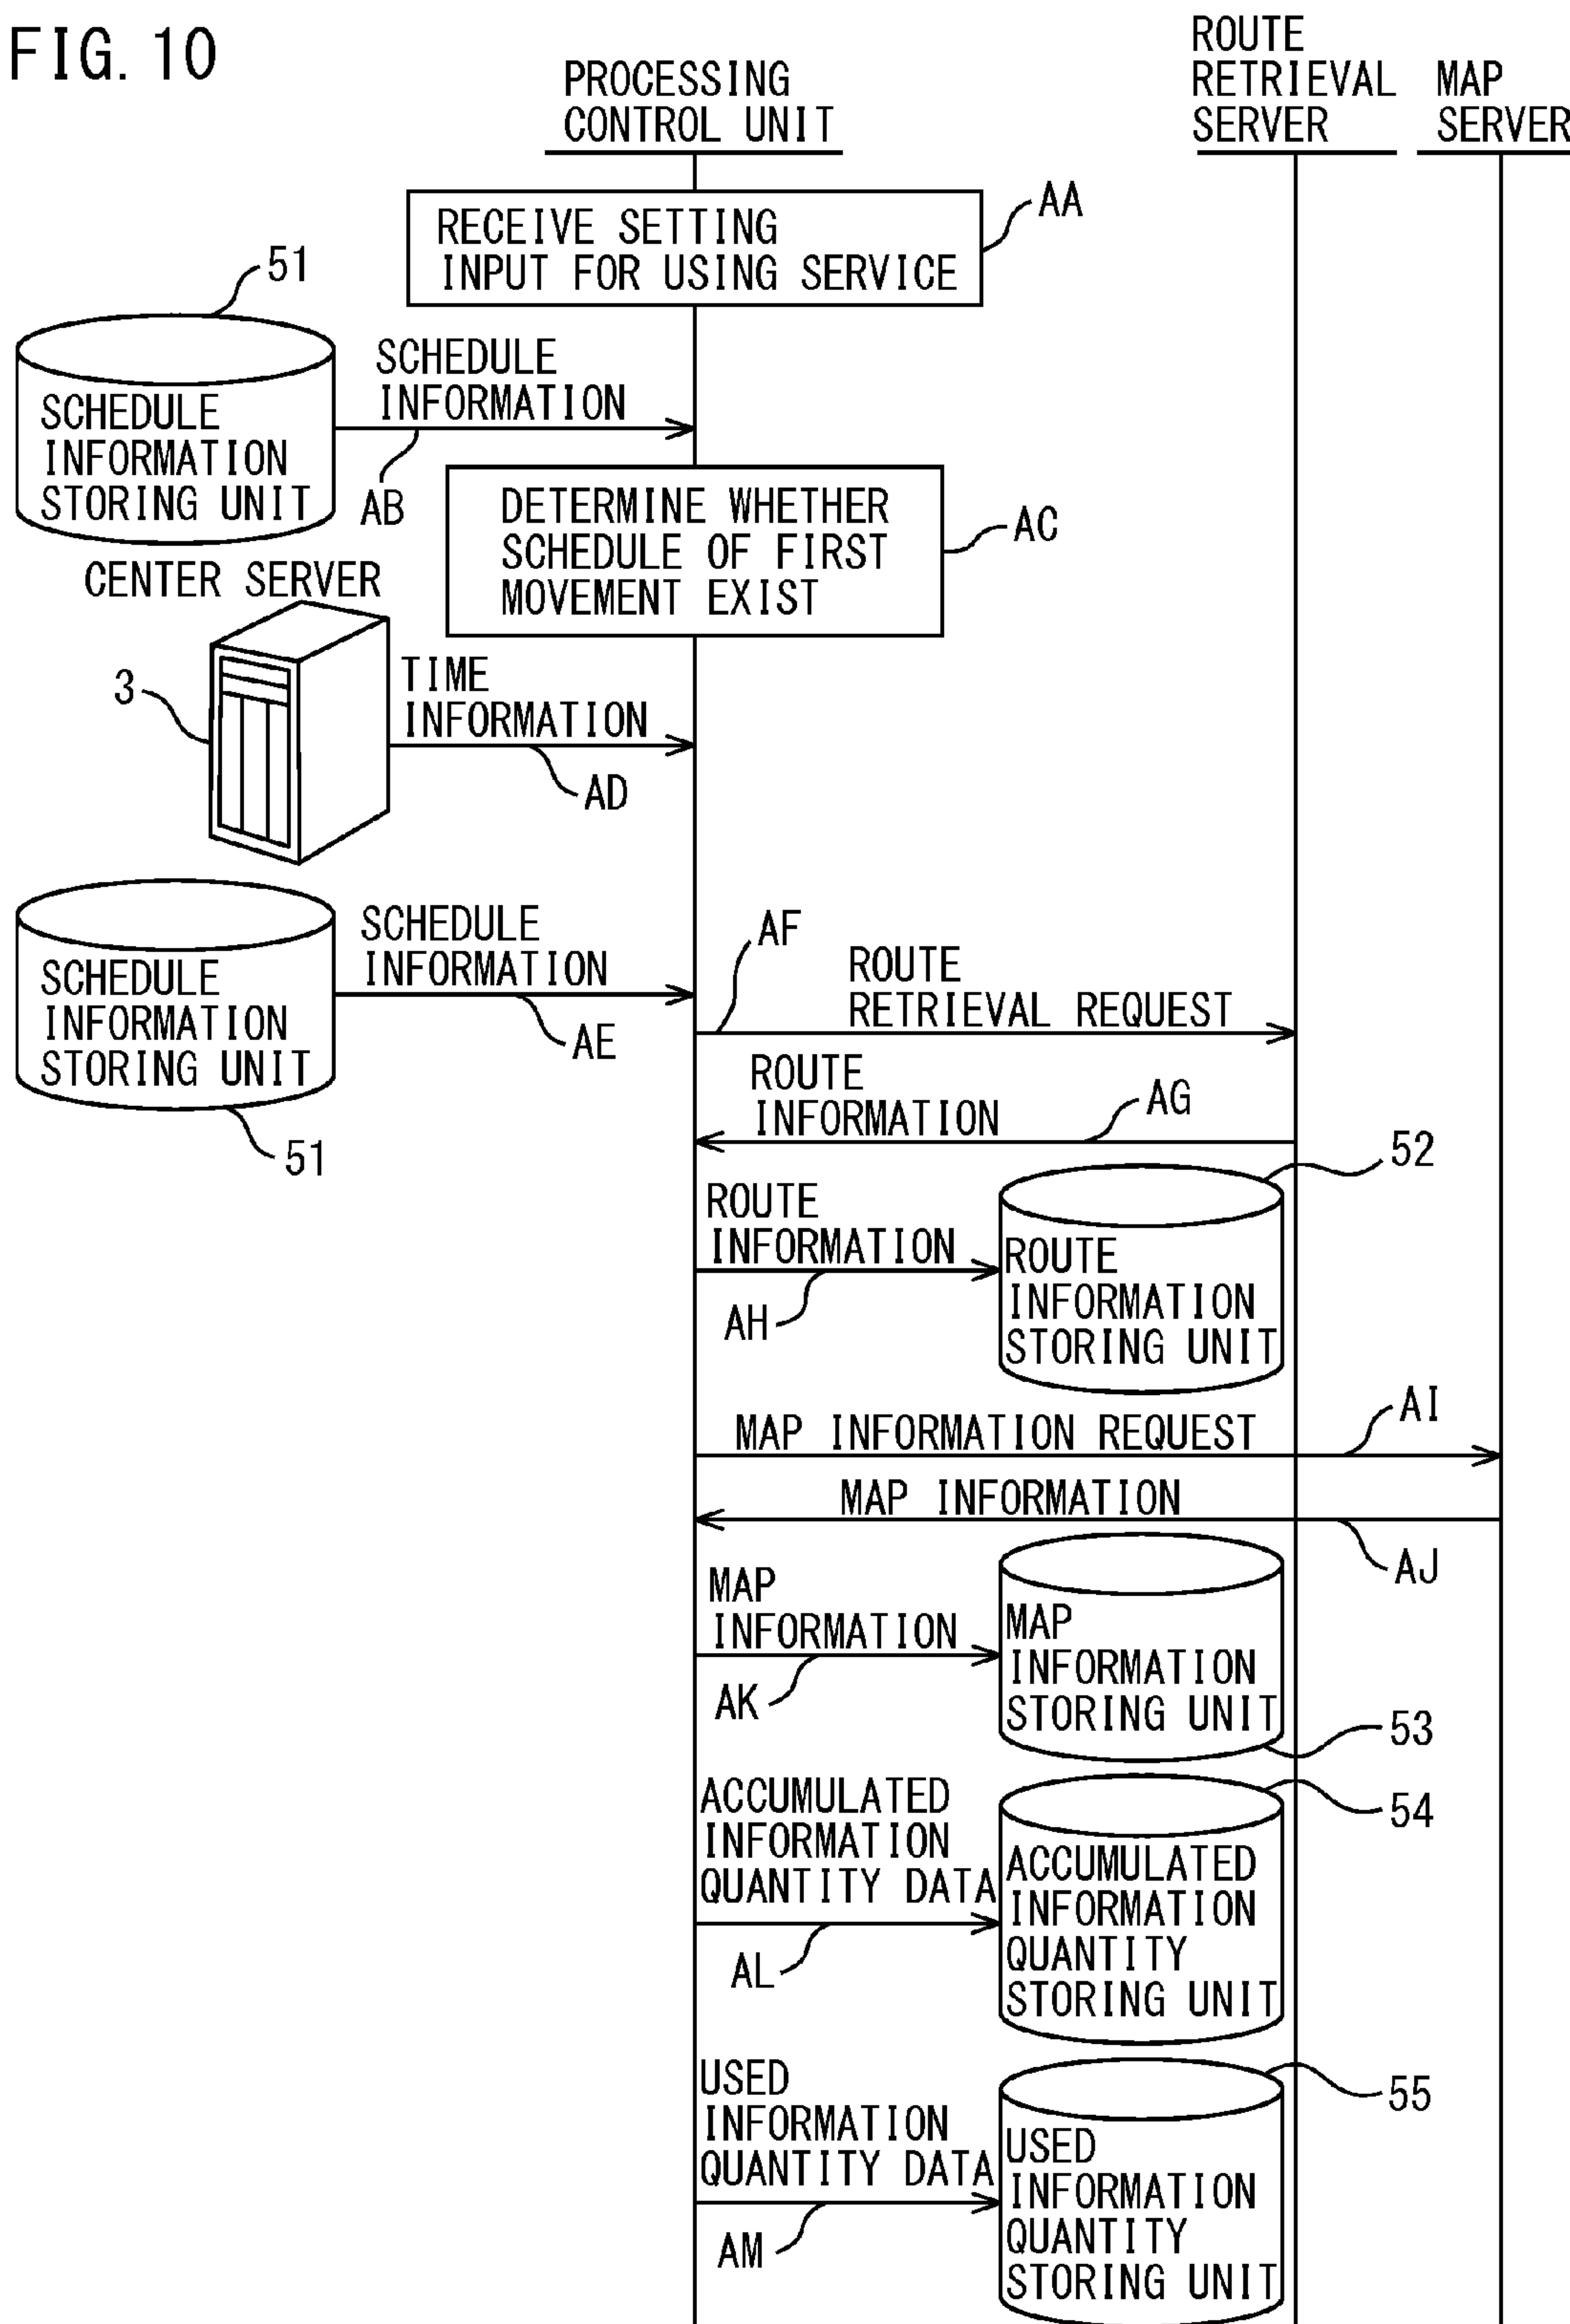 FIG. 10
PROCESSING
CONTROL UNIT
ROUTE
RETRIEVAL
SERVER
MAP
SERVER
RECEIVE SETTING
INPUT FOR USING SERVICE
AA
51
SCHEDULE
INFORMATION
STORING UNIT
SCHEDULE
INFORMATION
AB
DETERMINE WHETHER
SCHEDULE OF FIRST
MOVEMENT EXIST
AC
CENTER SERVER
3
TIME
INFORMATION
AD
SCHEDULE
INFORMATION
STORING UNIT
51
SCHEDULE
INFORMATION
AE
AF
ROUTE
RETRIEVAL REQUEST
ROUTE
INFORMATION
AG
52
ROUTE
INFORMATION
AH
ROUTE
INFORMATION
STORING UNIT
MAP INFORMATION REQUEST
AI
MAP INFORMATION
AJ
MAP
INFORMATION
AK
MAP
INFORMATION
STORING UNIT
53
ACCUMULATED
INFORMATION
QUANTITY DATA
AL
54
ACCUMULATED
INFORMATION
QUANTITY
STORING UNIT
USED
INFORMATION
QUANTITY DATA
AM
55
USED
INFORMATION
QUANTITY
STORING UNIT